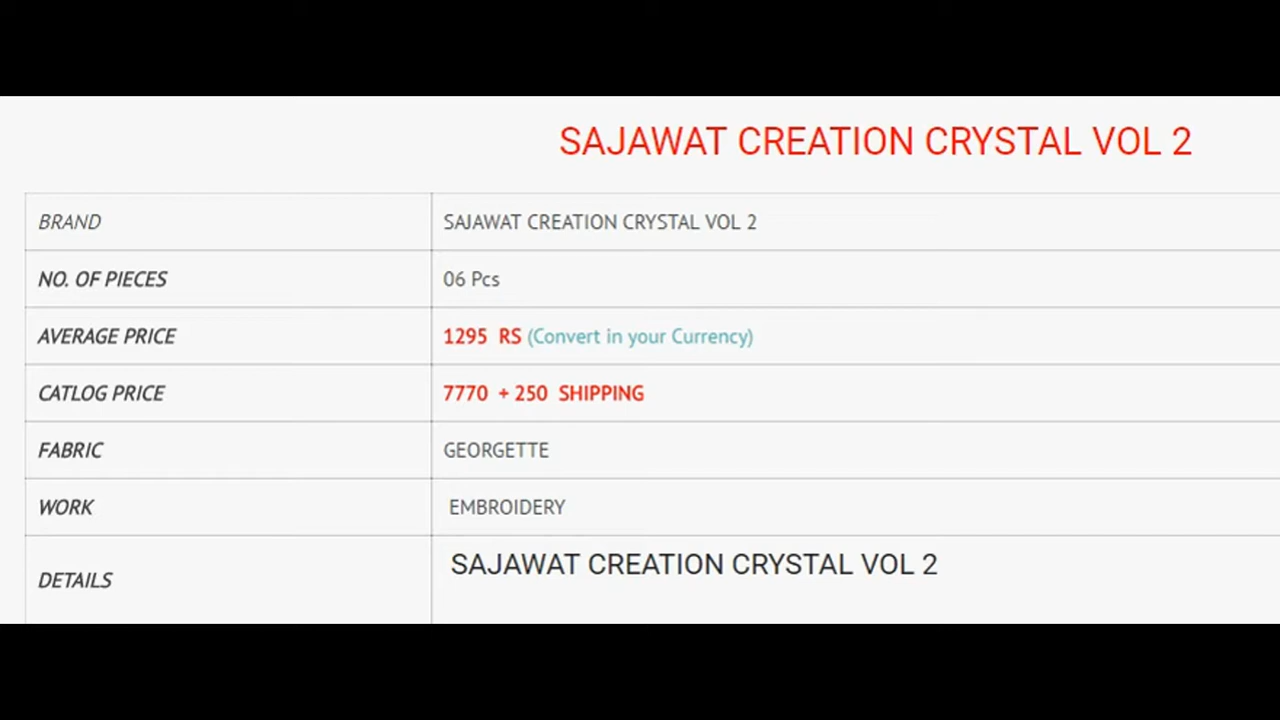 SAJAWAT CREATION CRYSTAL VOL 2
BRAND SAJAWAT CREATION CRYSTAL VOL 2
NO. OF PIECES 06 Pcs
AVERAGE PRICE 1295 RS (Convert in your Currency)
CATLOG PRICE 7770 + 250 SHIPPING
FABRIC GEORGETTE
WORK EMBROIDERY
DETAILS SAJAWAT CREATION CRYSTAL VOL 2